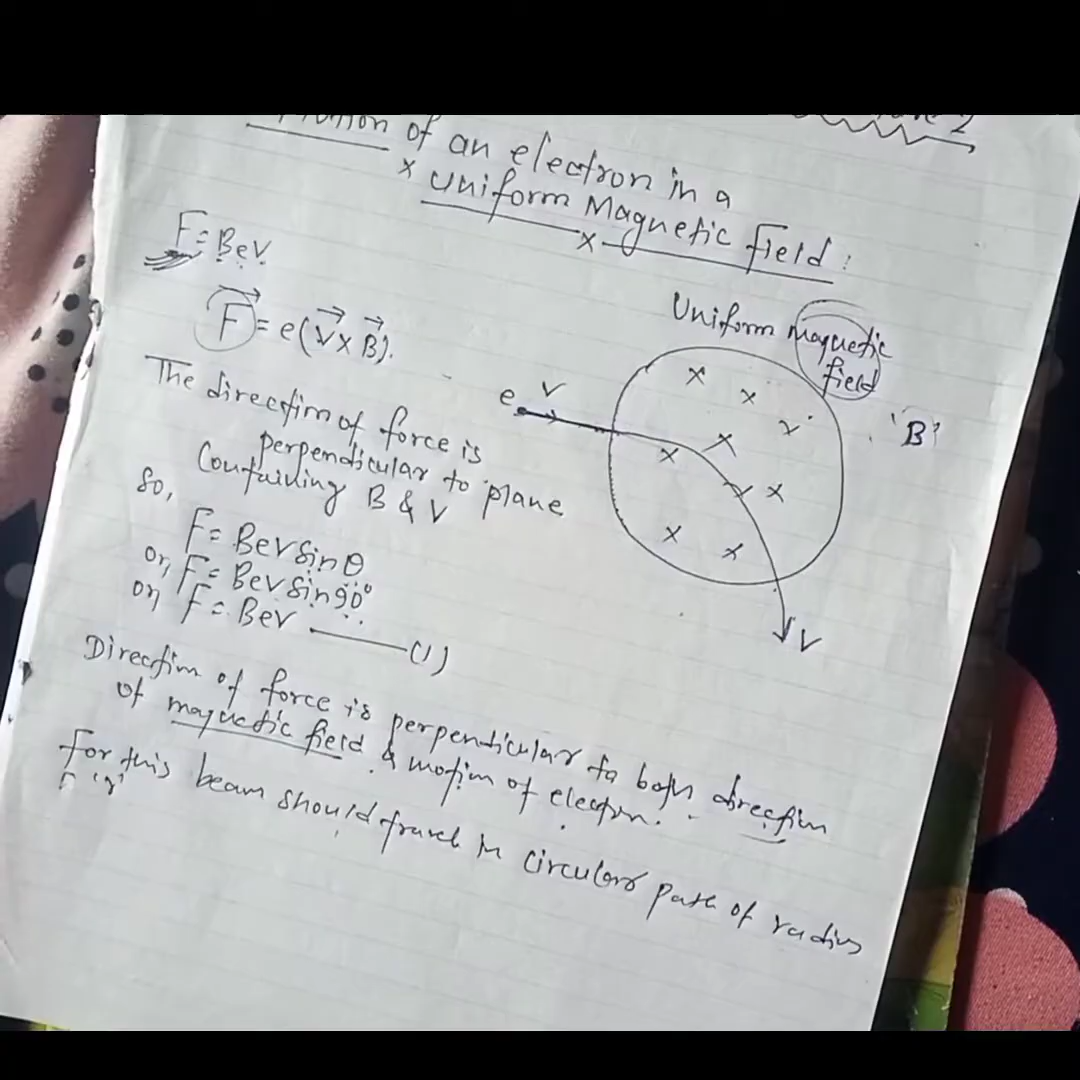 of an electron in a
x Uniform Magnetic Field :
x
F = BeV
F = e(V x B).
Uniform magnetic
field
'B'
e V
x x
x
x
x x
x x
V
The direction of force is
perpendicular to plane
Containing B & V
So,
F = BeV sinθ
or, F = BeV sin90°
or, F = BeV —— (1)
Direction of force is perpendicular to both direction
of magnetic field & motion of electron.
For this beam should travel in circular path of radius
'r'